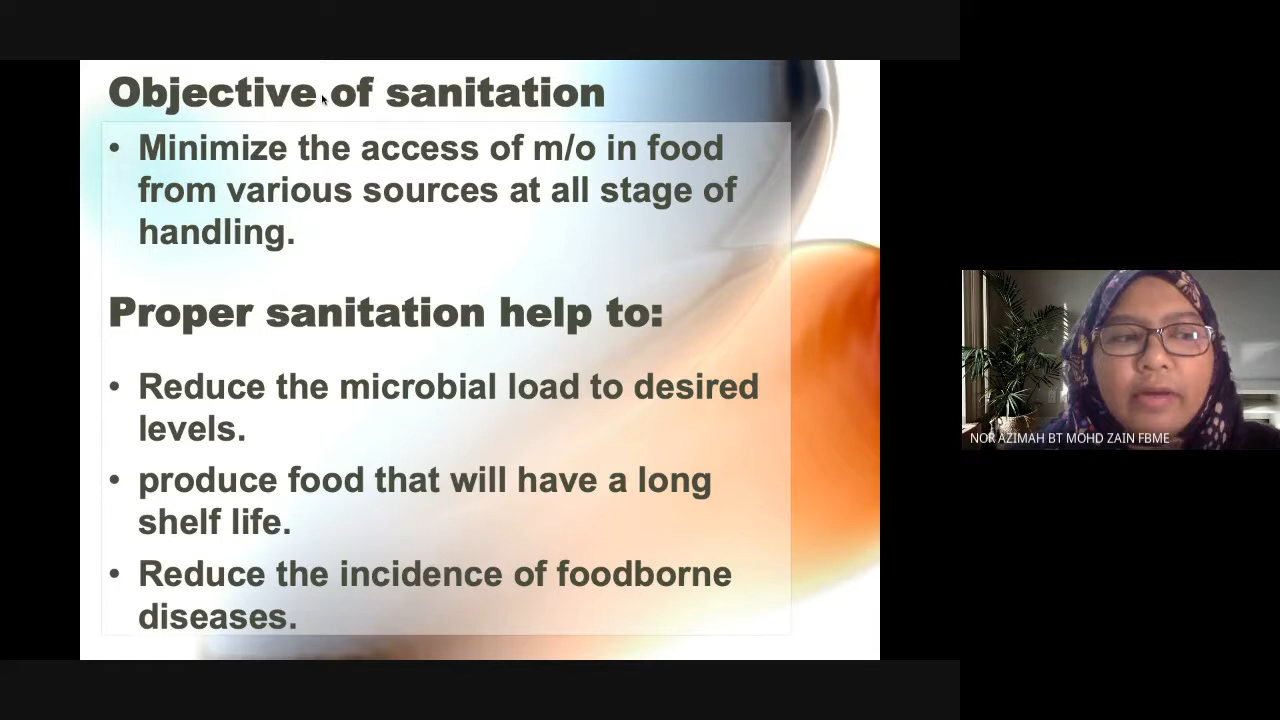 Objective of sanitation
• Minimize the access of m/o in food
from various sources at all stage of
handling.
Proper sanitation help to:
• Reduce the microbial load to desired
levels.
• produce food that will have a long
shelf life.
• Reduce the incidence of foodborne
diseases.
NOR AZIMAH BT MOHD ZAIN FBME